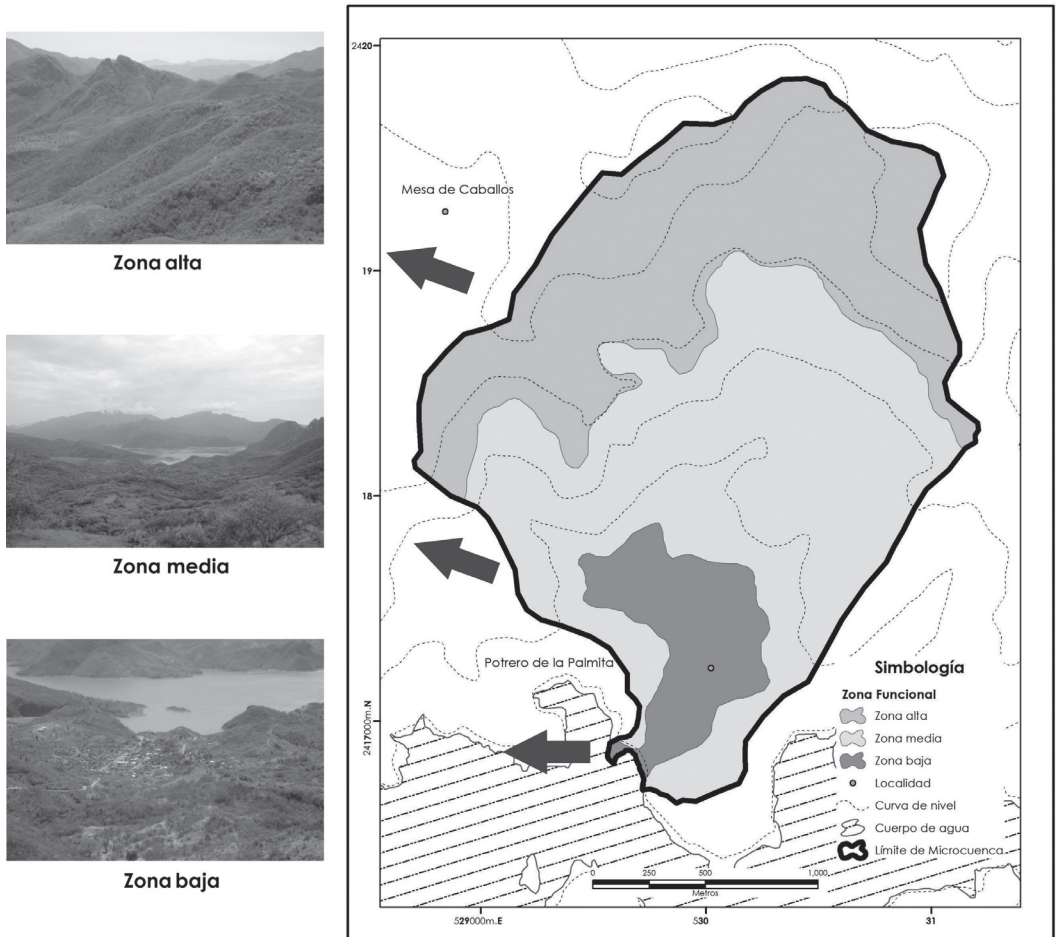 Zona alta
Zona media
Zona baja
2420
19
18
2417000m.N
Mesa de Caballos
Potrero de la Palmita
Simbología
Zona Funcional
Zona alta
Zona media
Zona baja
Localidad
Curva de nivel
Cuerpo de agua
Límite de Microcuenca
0 250 500 1,000
Metros
529000m.E 530 31